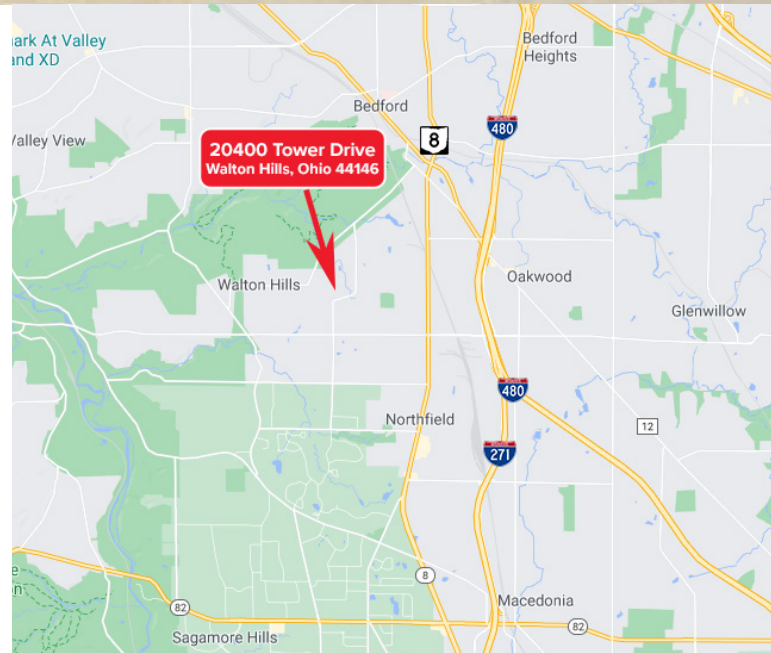 ark At Valley
and XD
Bedford
Heights
Bedford
8
480
Valley View
20400 Tower Drive
Walton Hills, Ohio 44146
Walton Hills
Oakwood
Glenwillow
480
Northfield
12
271
8
Macedonia
82
82
Sagamore Hills